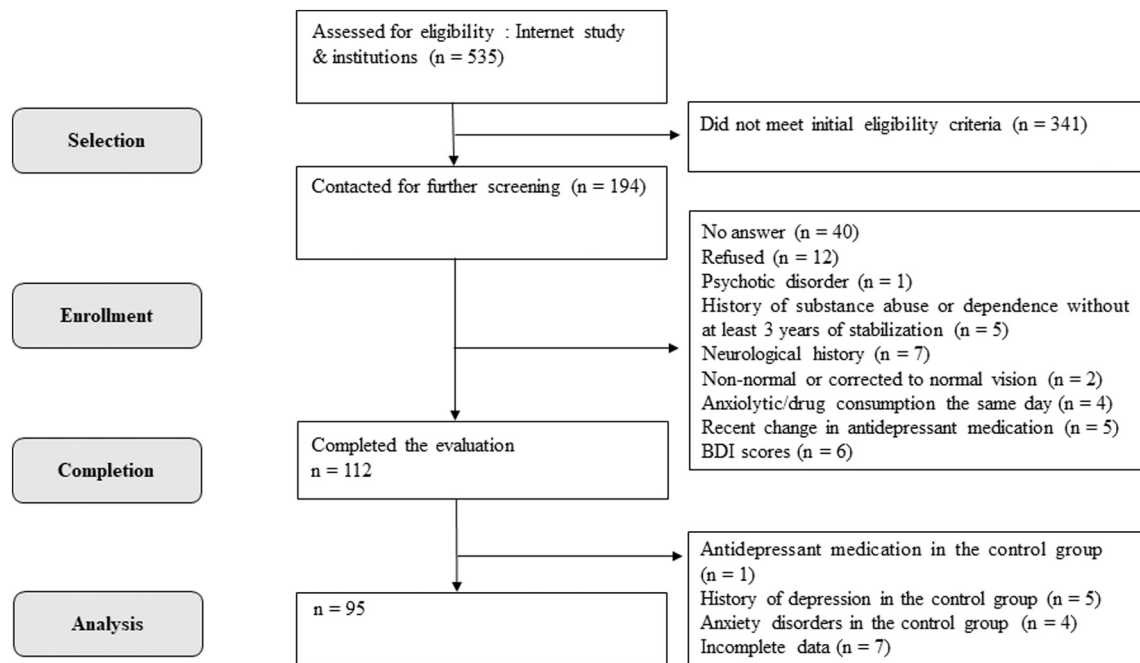 Assessed for eligibility : Internet study
& institutions (n = 535)
Selection
Did not meet initial eligibility criteria (n = 341)
Contacted for further screening (n = 194)
Enrollment
No answer (n = 40)
Refused (n = 12)
Psychotic disorder (n = 1)
History of substance abuse or dependence without
at least 3 years of stabilization (n = 5)
Neurological history (n = 7)
Non-normal or corrected to normal vision (n = 2)
Anxiolytic/drug consumption the same day (n = 4)
Recent change in antidepressant medication (n = 5)
BDI scores (n = 6)
Completion
Completed the evaluation
n = 112
Antidepressant medication in the control group
(n = 1)
History of depression in the control group (n = 5)
Anxiety disorders in the control group (n = 4)
Incomplete data (n = 7)
Analysis
n = 95